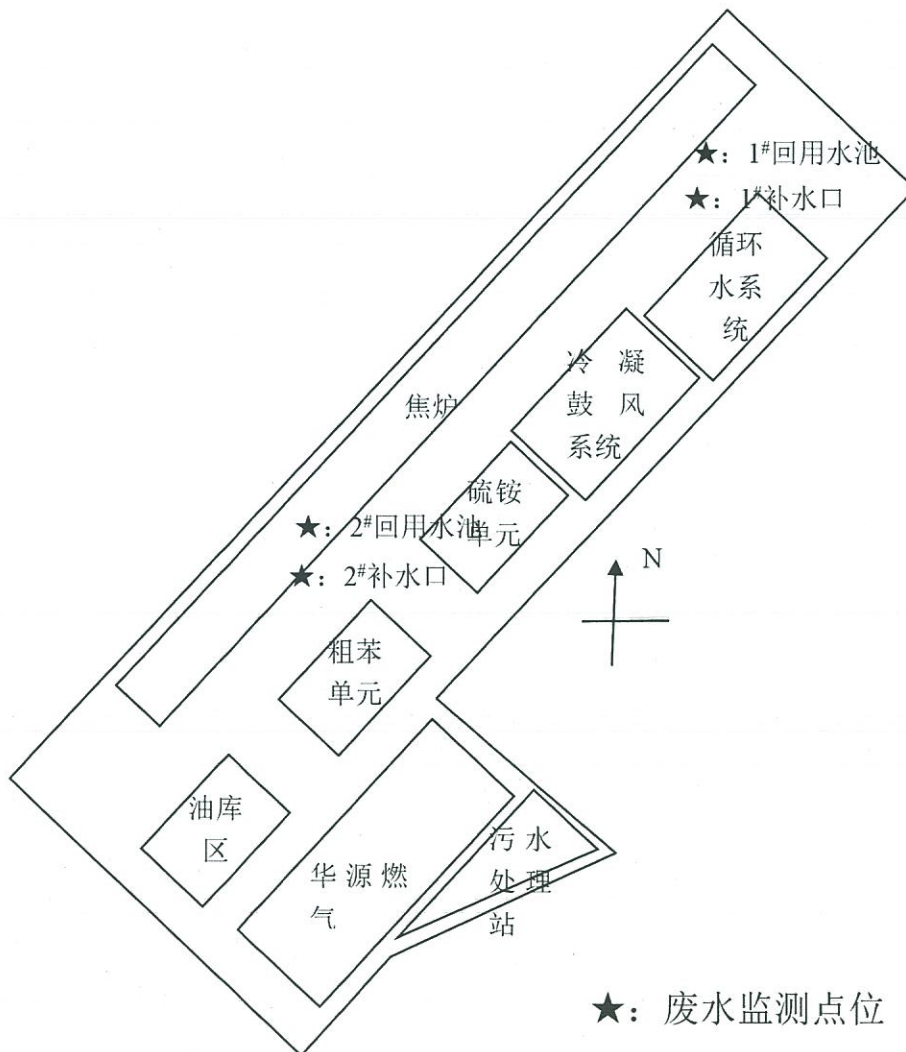 ★：1#回用水池
★：1#补水口
循环
水系
统
冷 凝
鼓 风
系统
焦炉
硫铵
单元
★：2#回用水池
★：2#补水口
N
粗苯
单元
油库
区
华 源 燃
气
污 水
处 理
站
★：废水监测点位